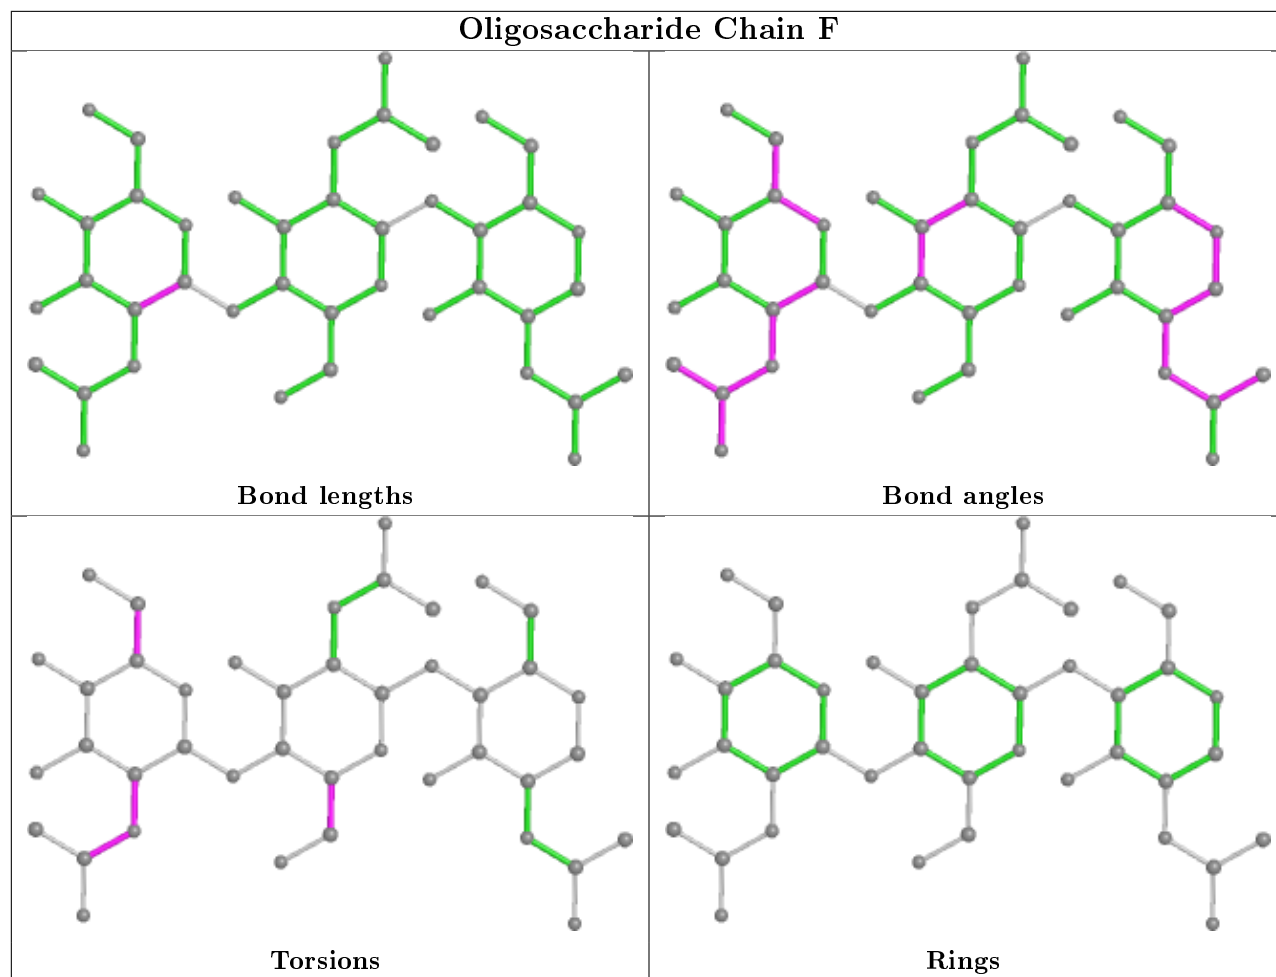 Oligosaccharide Chain F
Bond lengths
Bond angles
Torsions
Rings